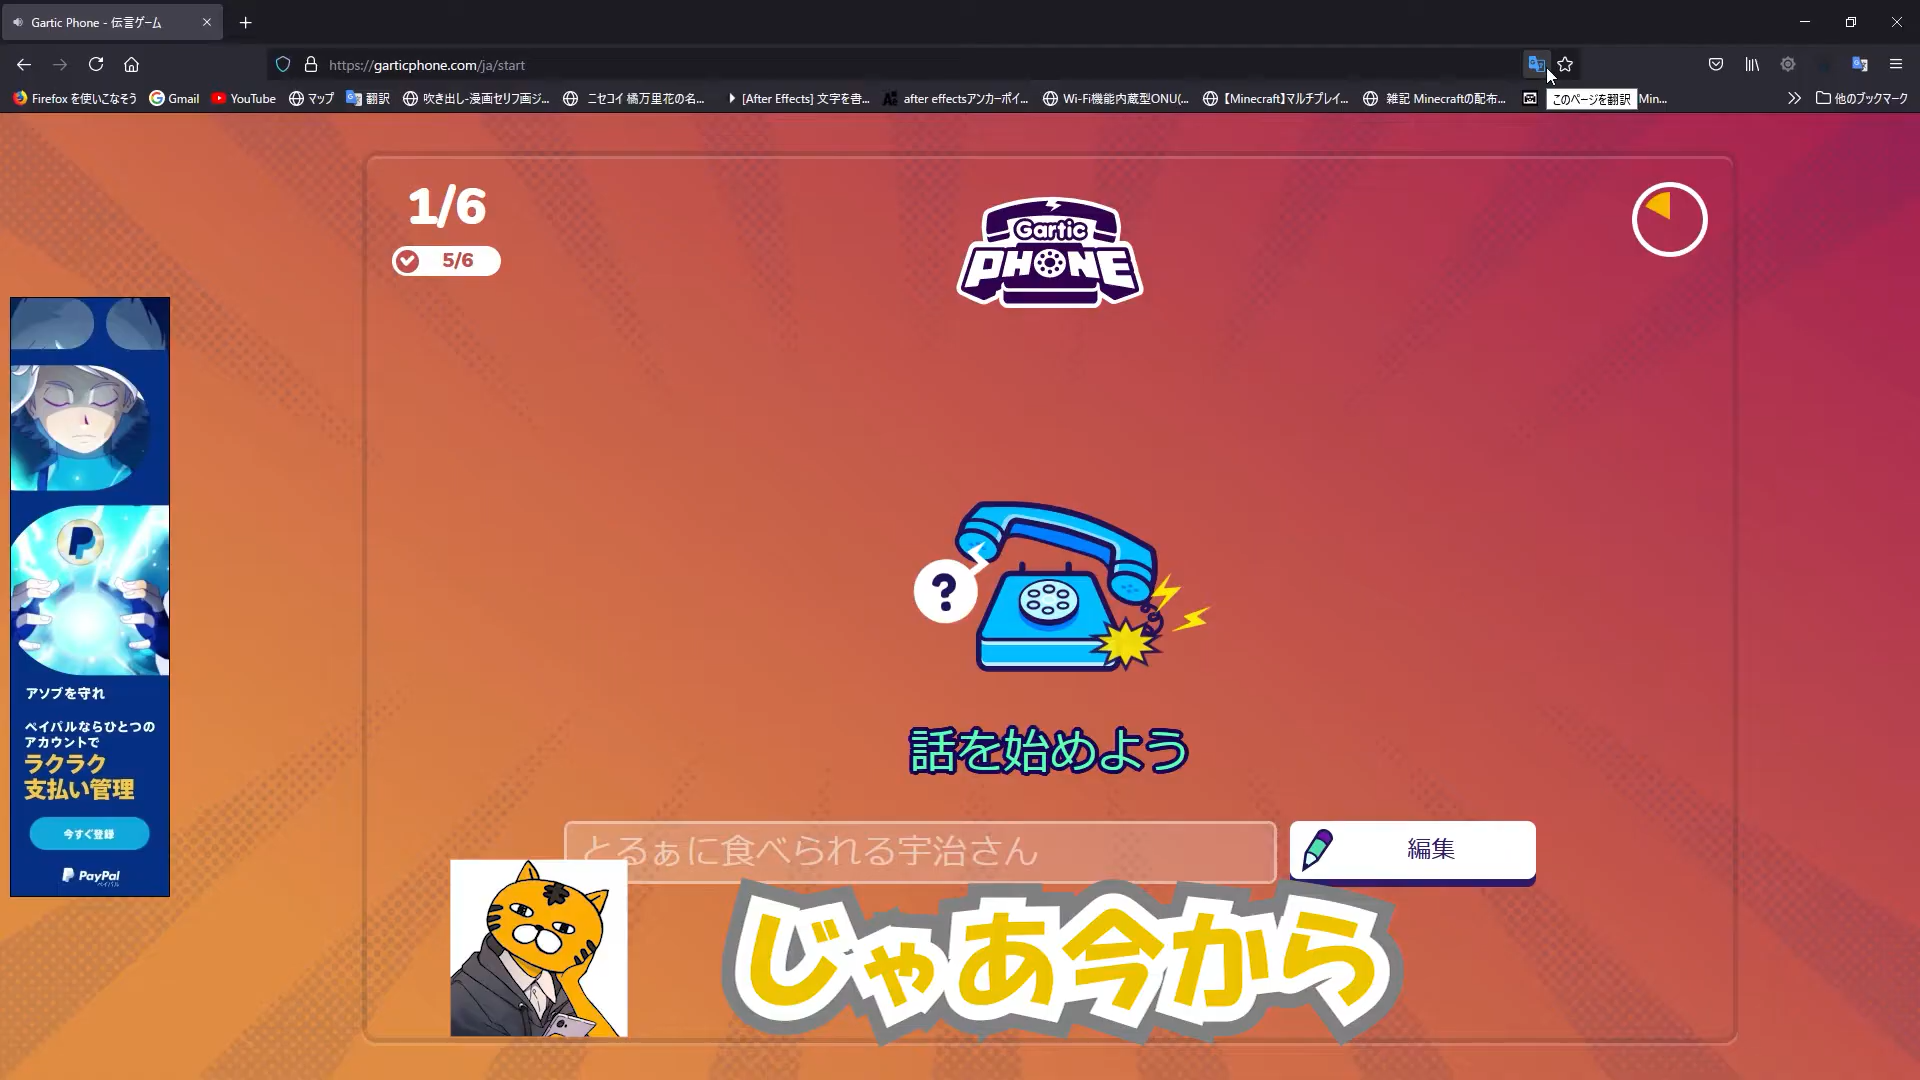 Gartic Phone - 伝言ゲーム
https://garticphone.com/ja/start
Firefox を使いこなそう
Gmail
YouTube
マップ
翻訳
吹き出し-漫画セリフ画ジ...
ニセコイ 橘万里花の名...
[After Effects] 文字を書...
after effectsアンカーポイ...
Wi-Fi機能内蔵型ONU(...
【Minecraft】マルチプレイ...
雑記 Minecraftの配布...
このページを翻訳
Min...
他のブックマーク
1/6
5/6
Gartic
PHONE
?
話を始めよう
とるぁに食べられる宇治さん
編集
じゃあ今から
アソブを守れ
ペイパルならひとつの
アカウントで
ラクラク
支払い管理
今すぐ登録
PayPal
ペイパル